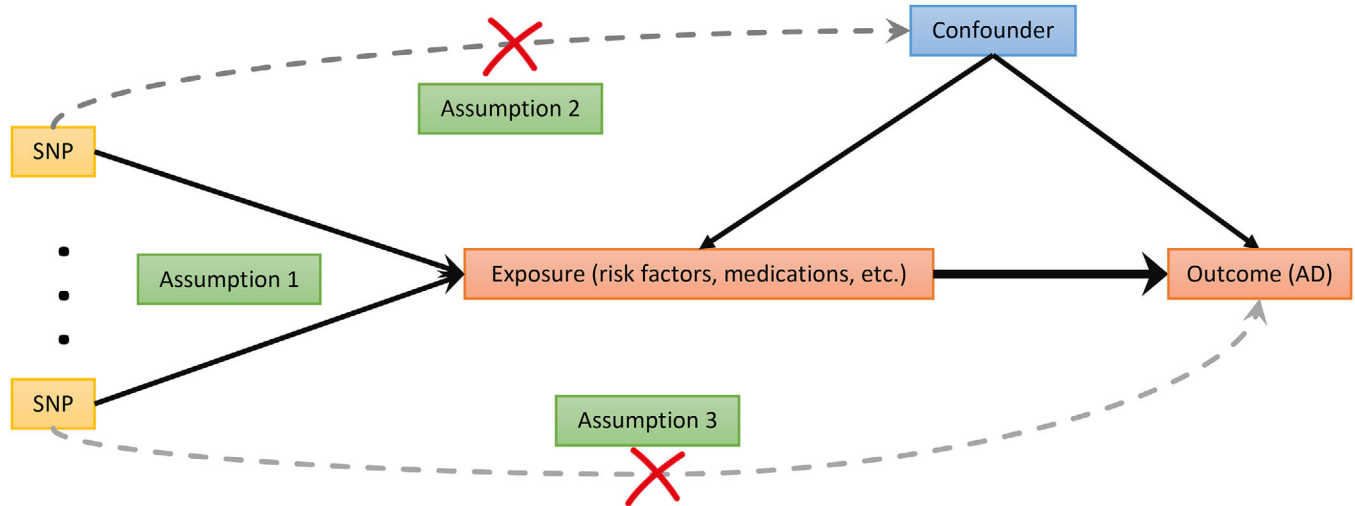 Confounder
Assumption 2
SNP
Assumption 1
Exposure (risk factors, medications, etc.)
Outcome (AD)
SNP
Assumption 3